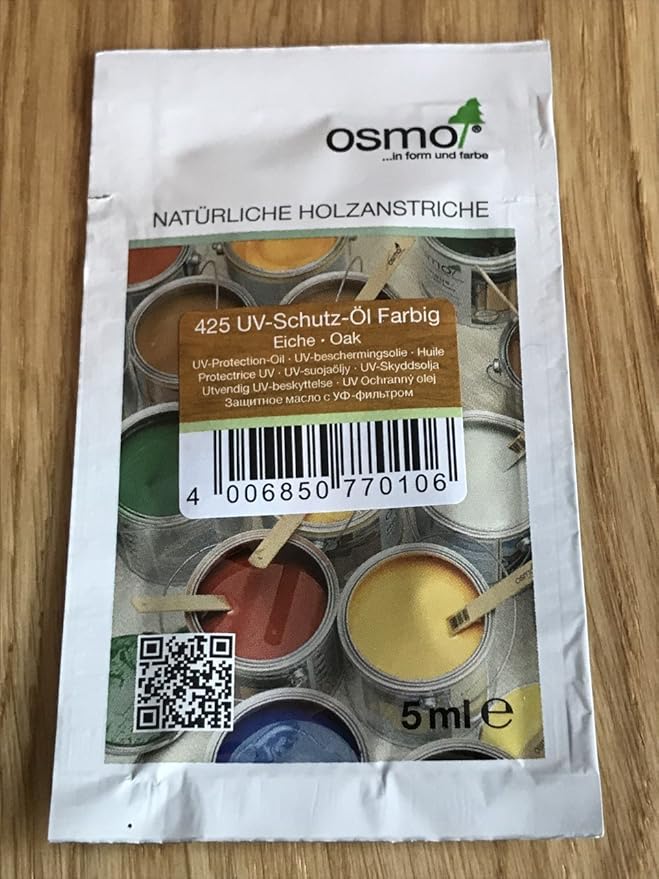 osmo®
...in form und farbe
NATÜRLICHE HOLZANSTRICHE
osmo
425 UV-Schutz-Öl Farbig
Eiche · Oak
UV-Protection-Oil · UV-beschermingsolie · Huile
Protectrice UV · UV-suojaöljy · UV-Skyddsolja
Utvendig UV-beskyttelse · UV Ochranný olej
Защитное масло с УФ-фильтром
4 006850 770106
5 ml ℮